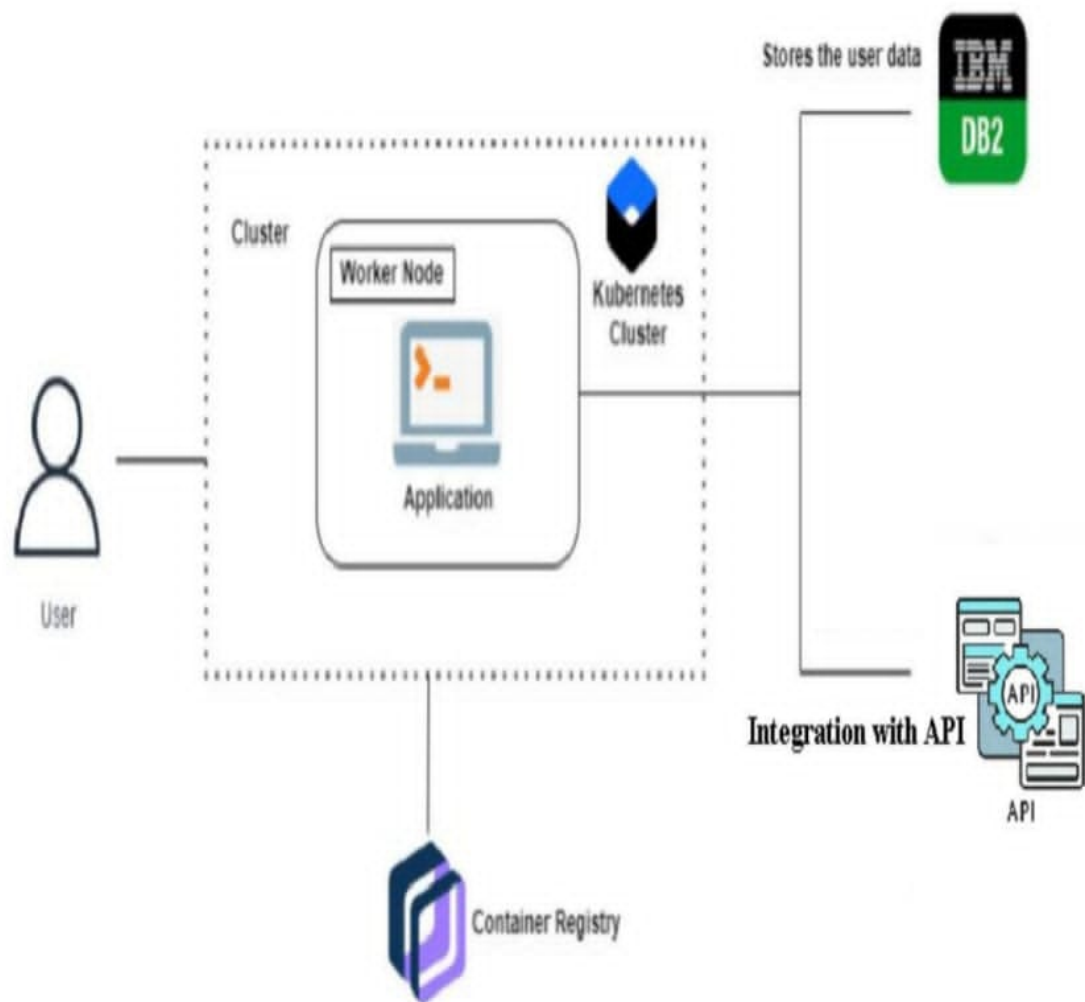 Stores the user data
IBM
DB2
Cluster
Worker Node
Kubernetes
Cluster
Application
User
API
Integration with API
API
Container Registry